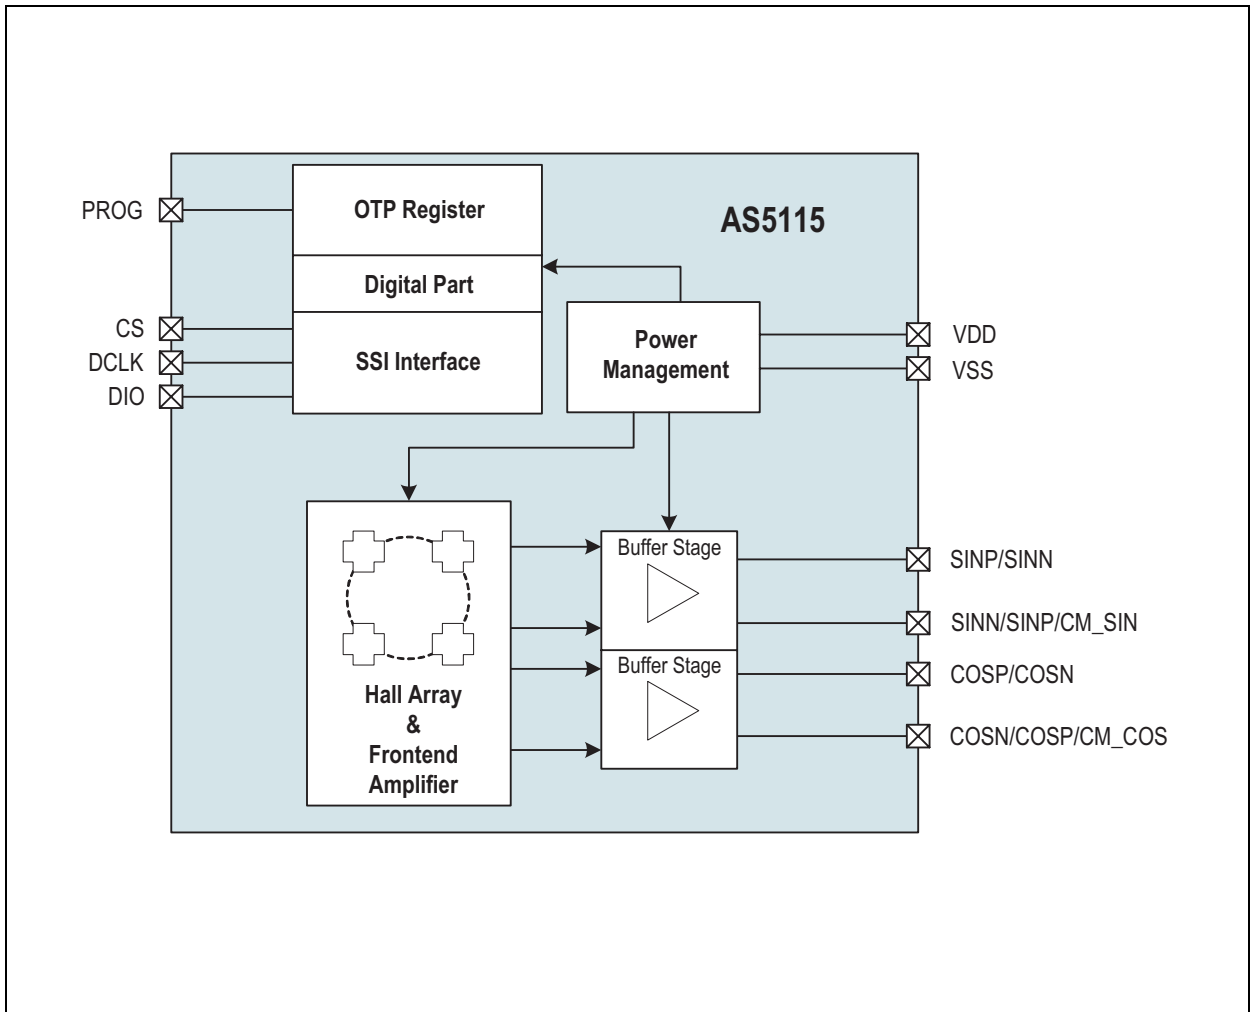 PROG
OTP Register
AS5115
Digital Part
CS
DCLK
DIO
SSI Interface
Power
Management
VDD
VSS
Hall Array
&
Frontend
Amplifier
Buffer Stage
Buffer Stage
SINP/SINN
SINN/SINP/CM_SIN
COSP/COSN
COSN/COSP/CM_COS